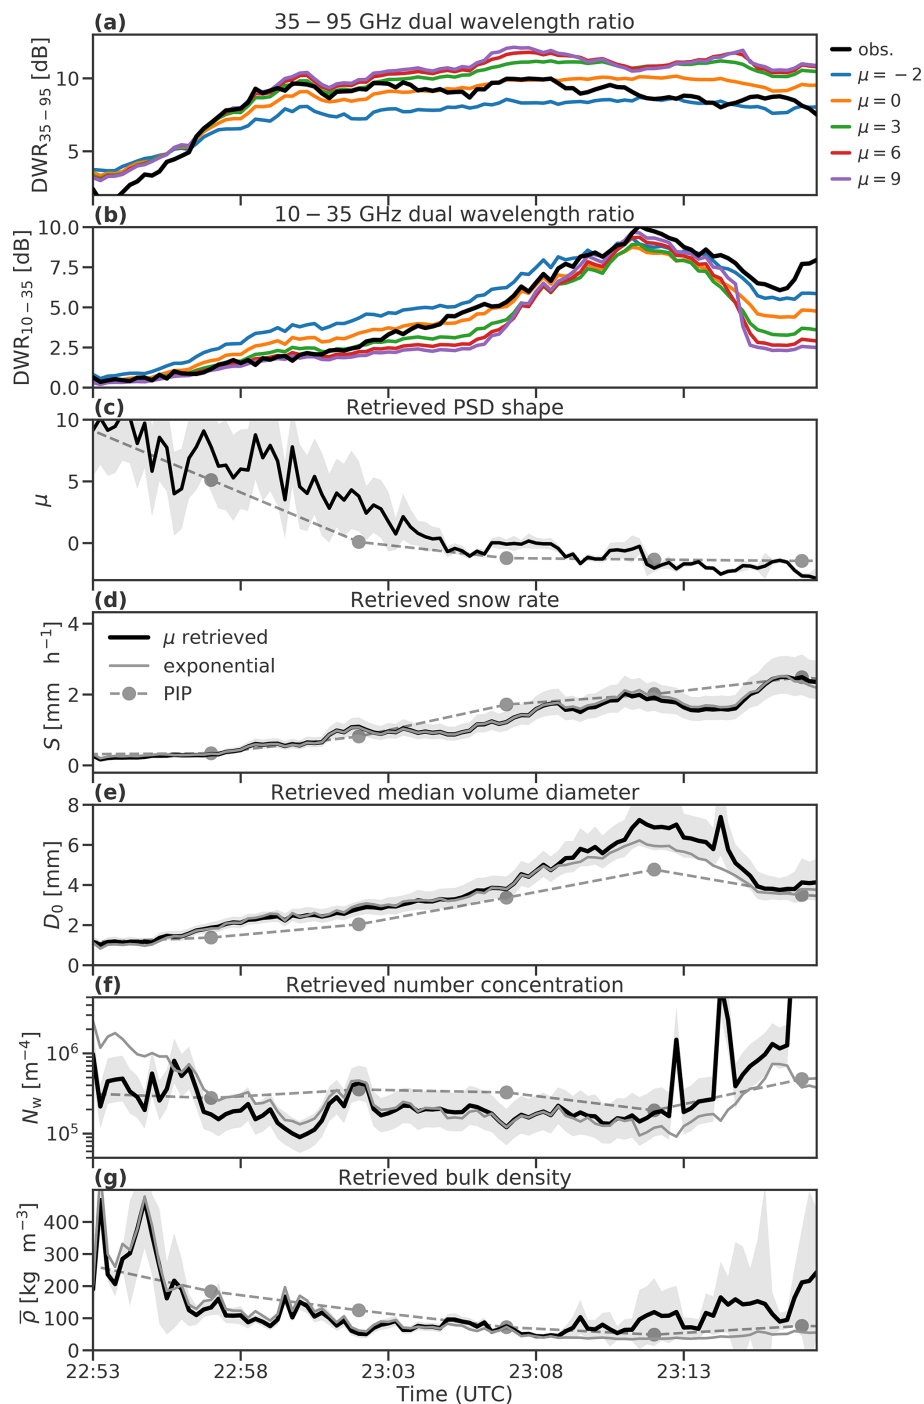 (a) 35 − 95 GHz dual wavelength ratio
DWR35 − 95 [dB]
10
5
obs.
μ = −2
μ = 0
μ = 3
μ = 6
μ = 9
(b) 10 − 35 GHz dual wavelength ratio
DWR10 − 35 [dB]
10.0
7.5
5.0
2.5
0.0
(c) Retrieved PSD shape
μ
10
5
0
(d) Retrieved snow rate
S [mm h−1]
4
2
0
μ retrieved
exponential
PIP
(e) Retrieved median volume diameter
D0 [mm]
8
6
4
2
0
(f) Retrieved number concentration
Nw [m−4]
10^6
10^5
(g) Retrieved bulk density
ρ̅ [kg m−3]
400
300
200
100
0
22:53 22:58 23:03 23:08 23:13
Time (UTC)